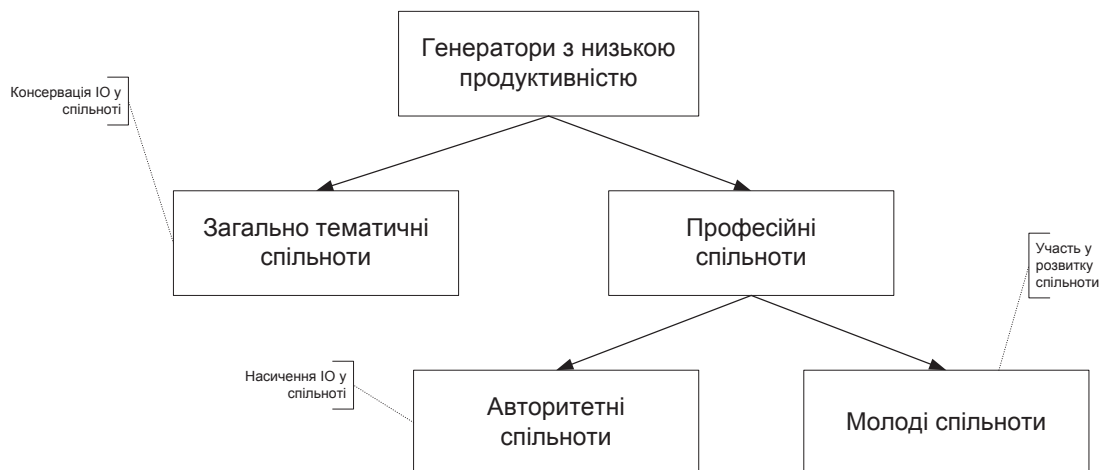 Генератори з низькою
продуктивністю
Консервація ІО у
спільноті
Загально тематичні
спільноти
Професійні
спільноти
Участь у
розвитку
спільноти
Насичення ІО у
спільноті
Авторитетні
спільноти
Молоді спільноти